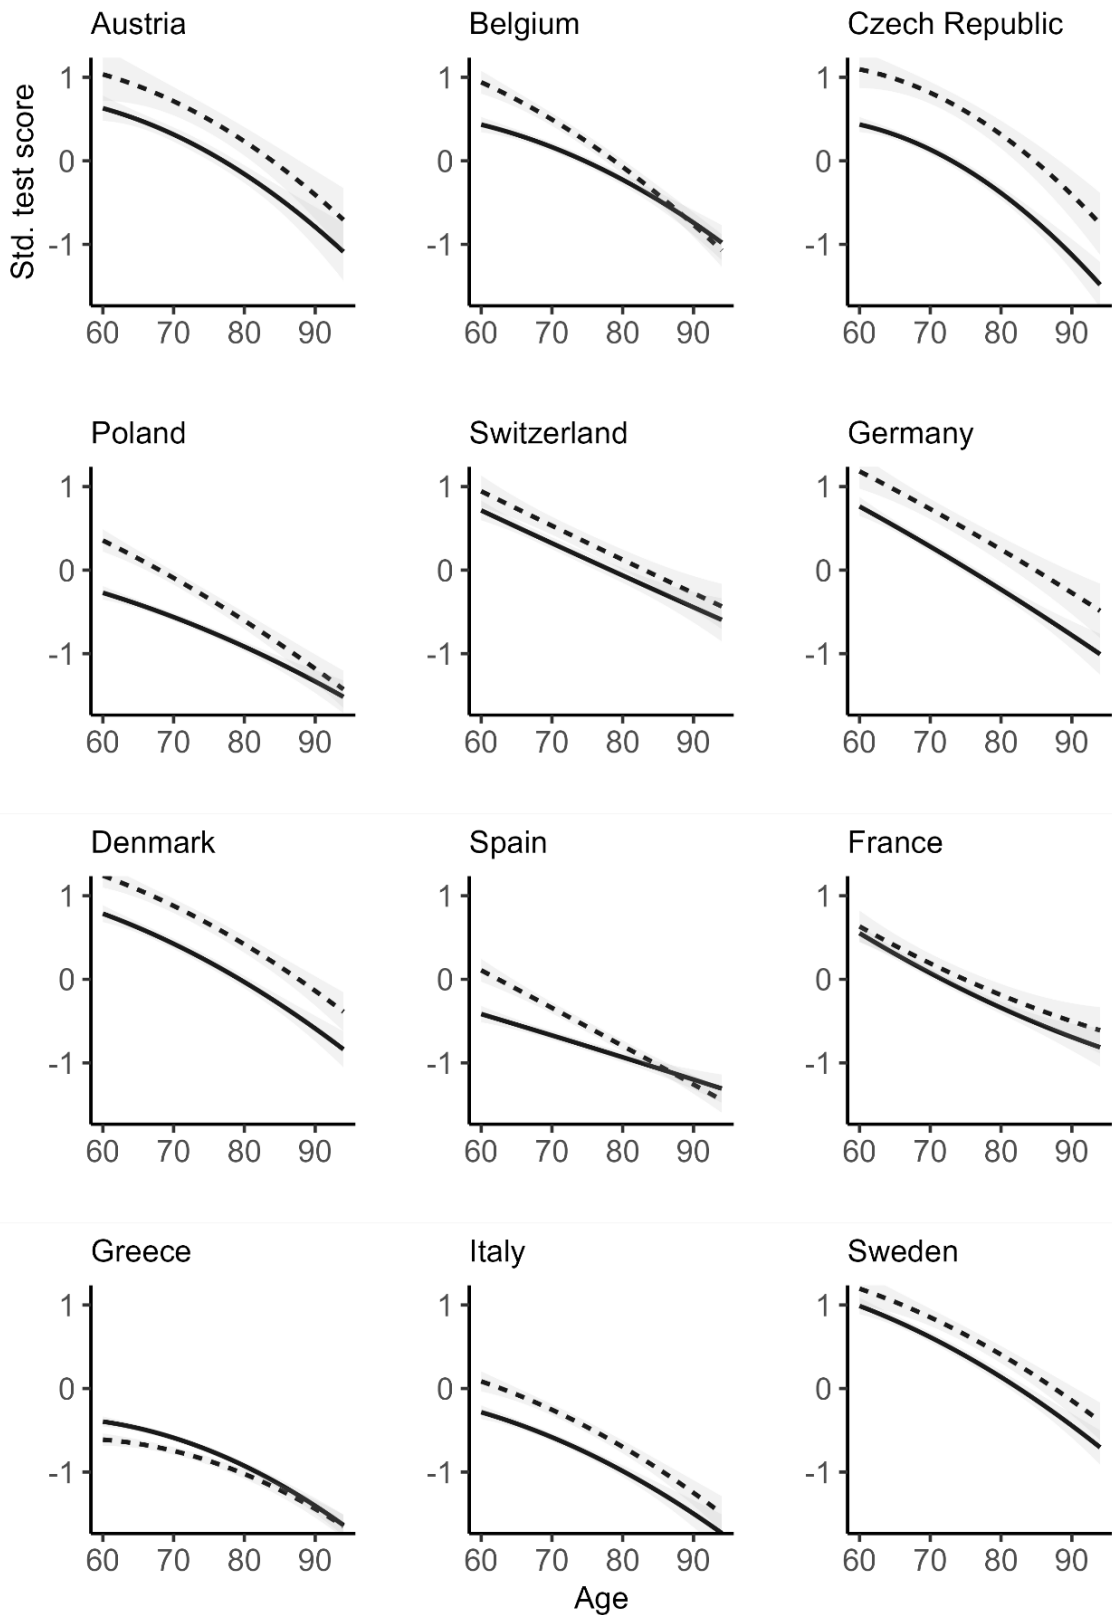 Austria Belgium Czech Republic
Std. test score
1 1 1
0 0 0
-1 -1 -1
60 70 80 90 60 70 80 90 60 70 80 90
Poland Switzerland Germany
1 1 1
0 0 0
-1 -1 -1
60 70 80 90 60 70 80 90 60 70 80 90
Denmark Spain France
1 1 1
0 0 0
-1 -1 -1
60 70 80 90 60 70 80 90 60 70 80 90
Greece Italy Sweden
1 1 1
0 0 0
-1 -1 -1
60 70 80 90 60 70 80 90 60 70 80 90
Age